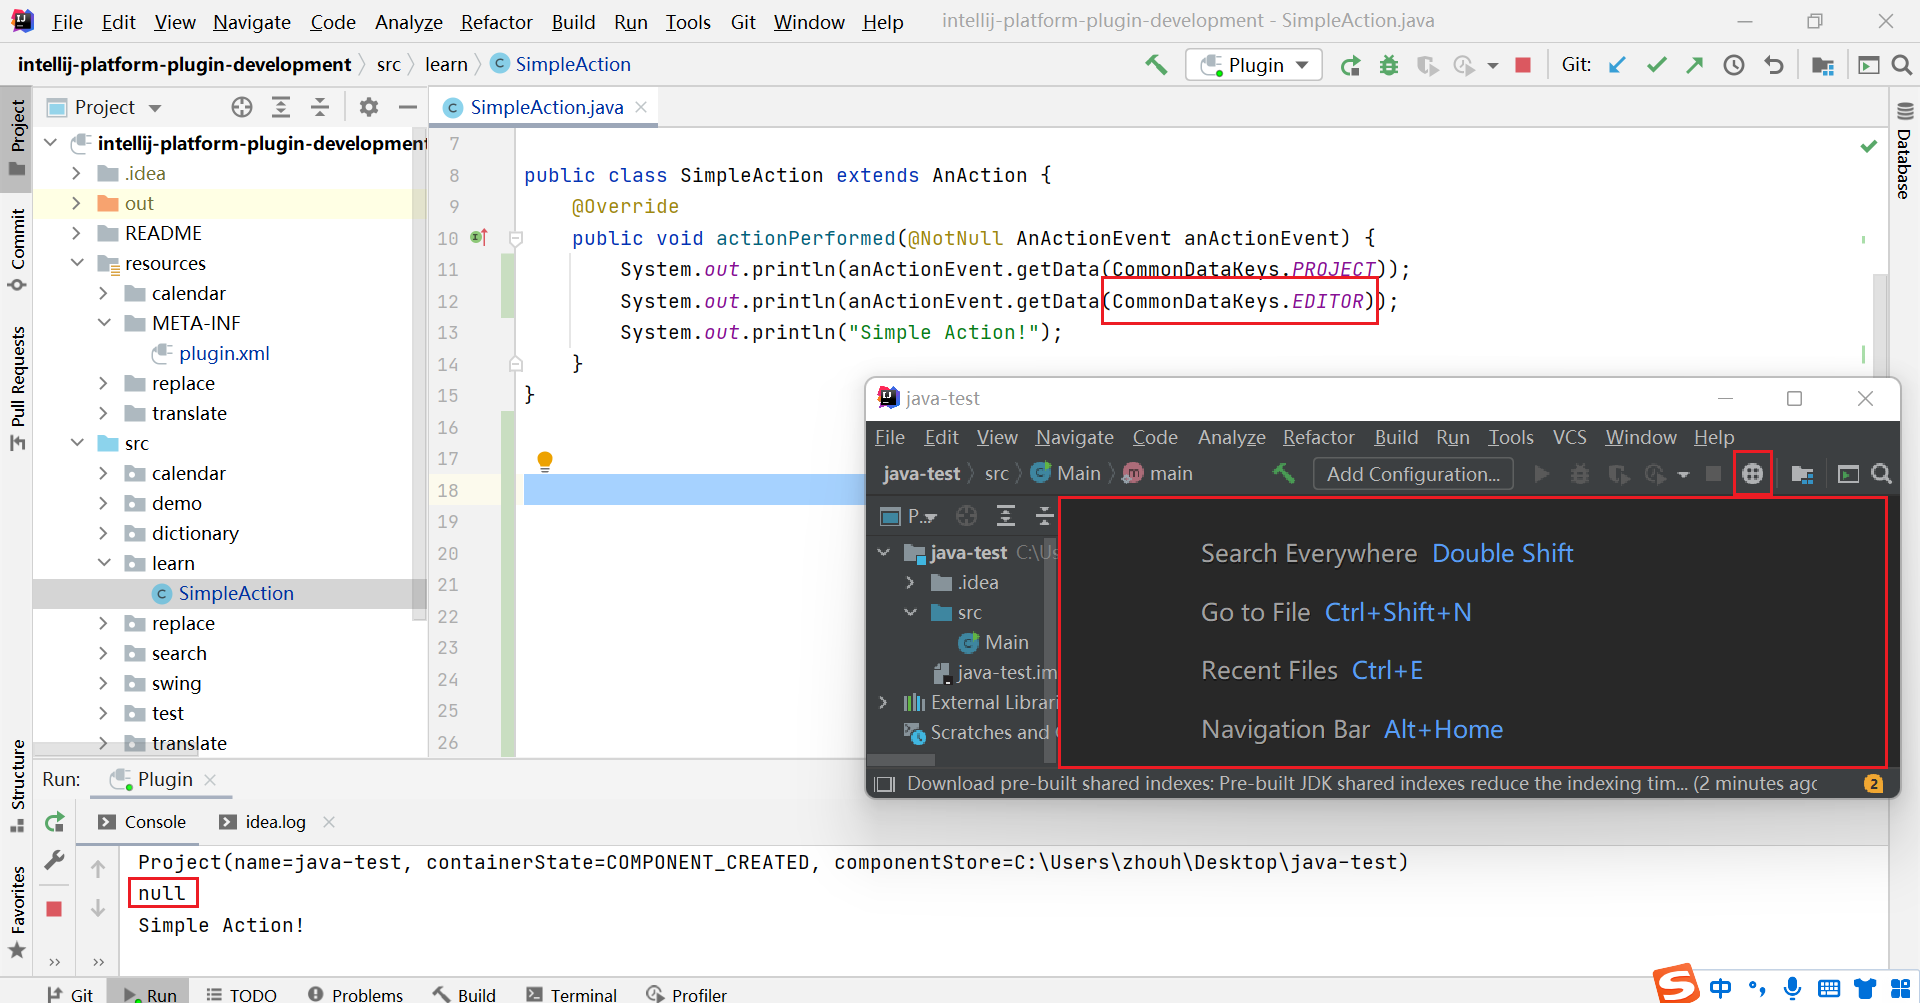 File Edit View Navigate Code Analyze Refactor Build Run Tools Git Window Help intellij-platform-plugin-development - SimpleAction.java
intellij-platform-plugin-development src learn SimpleAction Plugin Git:
Project
SimpleAction.java
Project
Commit
Pull Requests
Structure
Favorites
Database
intellij-platform-plugin-development
.idea
out
README
resources
calendar
META-INF
plugin.xml
replace
translate
src
calendar
demo
dictionary
learn
SimpleAction
replace
search
swing
test
translate
7
8 public class SimpleAction extends AnAction {
9 @Override
10 public void actionPerformed(@NotNull AnActionEvent anActionEvent) {
11 System.out.println(anActionEvent.getData(CommonDataKeys.PROJECT));
12 System.out.println(anActionEvent.getData(CommonDataKeys.EDITOR));
13 System.out.println("Simple Action!");
14 }
15 }
16
17
18
19
20
21
22
23
24
25
26
java-test
File Edit View Navigate Code Analyze Refactor Build Run Tools VCS Window Help
java-test src Main main Add Configuration...
P...
java-test C:\Us
.idea
src
Main
java-test.im
External Librari
Scratches and
Search Everywhere Double Shift
Go to File Ctrl+Shift+N
Recent Files Ctrl+E
Navigation Bar Alt+Home
Download pre-built shared indexes: Pre-built JDK shared indexes reduce the indexing tim... (2 minutes agc 2
Run: Plugin
Console idea.log
Project(name=java-test, containerState=COMPONENT_CREATED, componentStore=C:\Users\zhouh\Desktop\java-test)
null
Simple Action!
Git Run TODO Problems Build Terminal Profiler
中